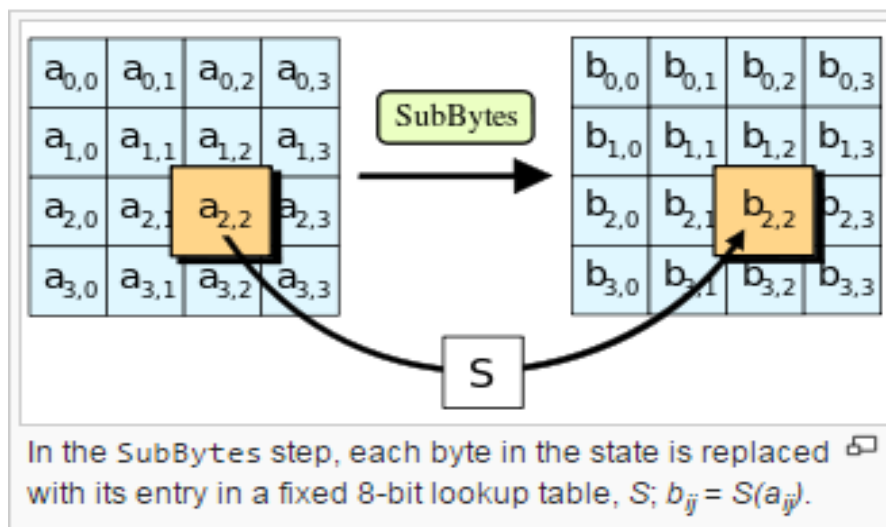 a0,0 a0,1 a0,2 a0,3 b0,0 b0,1 b0,2 b0,3
SubBytes
a1,0 a1,1 a1,2 a1,3 b1,0 b1,1 b1,2 b1,3
a2,0 a2,1 a2,2 a2,3 b2,0 b2,1 b2,2 b2,3
a3,0 a3,1 a3,2 a3,3 b3,0 b3,1 b3,2 b3,3
S
In the SubBytes step, each byte in the state is replaced
with its entry in a fixed 8-bit lookup table, S; bij = S(aij).